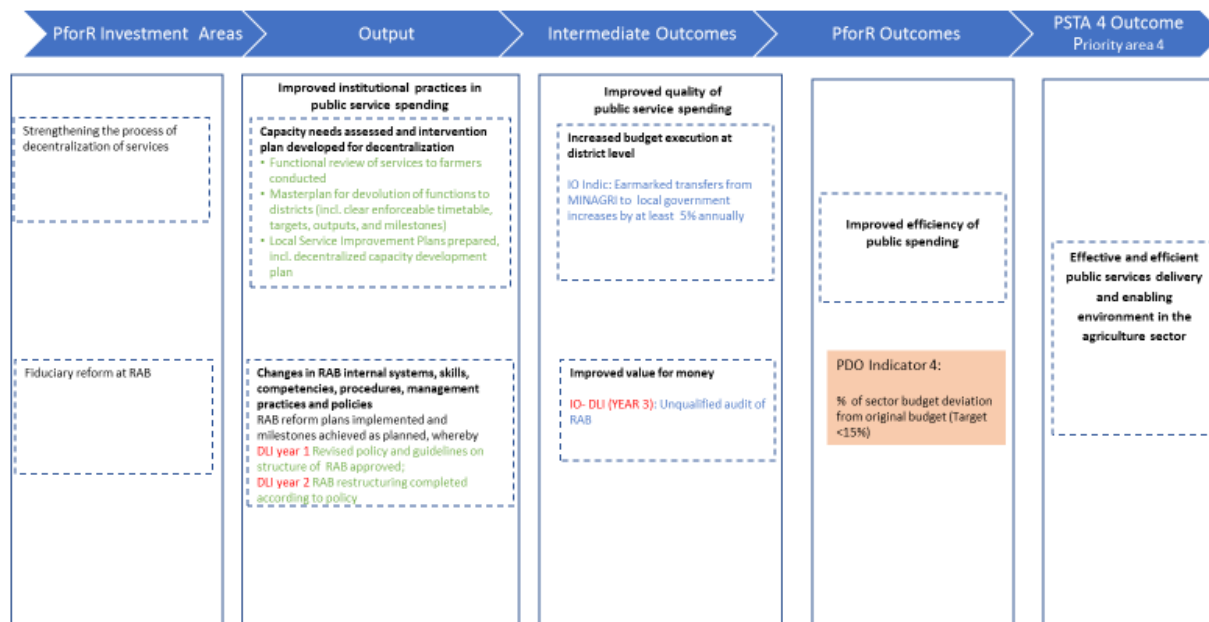 PforR Investment Areas
Output
Intermediate Outcomes
PforR Outcomes
PSTA 4 Outcome
Priority area 4
Strengthening the process of
decentralization of services
Fiduciary reform at RAB
Improved institutional practices in
public service spending
Capacity needs assessed and intervention
plan developed for decentralization
• Functional review of services to farmers
conducted
• Masterplan for devolution of functions to
districts (incl. clear enforceable timetable,
targets, outputs, and milestones)
• Local Service Improvement Plans prepared,
incl. decentralized capacity development
plan
Changes in RAB internal systems, skills,
competencies, procedures, management
practices and policies
RAB reform plans implemented and
milestones achieved as planned, whereby
DLI year 1 Revised policy and guidelines on
structure of RAB approved;
DLI year 2 RAB restructuring completed
according to policy
Improved quality of
public service spending
Increased budget execution at
district level
IO Indic: Earmarked transfers from
MINAGRI to local government
increases by at least 5% annually
Improved value for money
IO- DLI (YEAR 3): Unqualified audit of
RAB
Improved efficiency of
public spending
PDO Indicator 4:
% of sector budget deviation
from original budget (Target
<15%)
Effective and efficient
public services delivery
and enabling
environment in the
agriculture sector